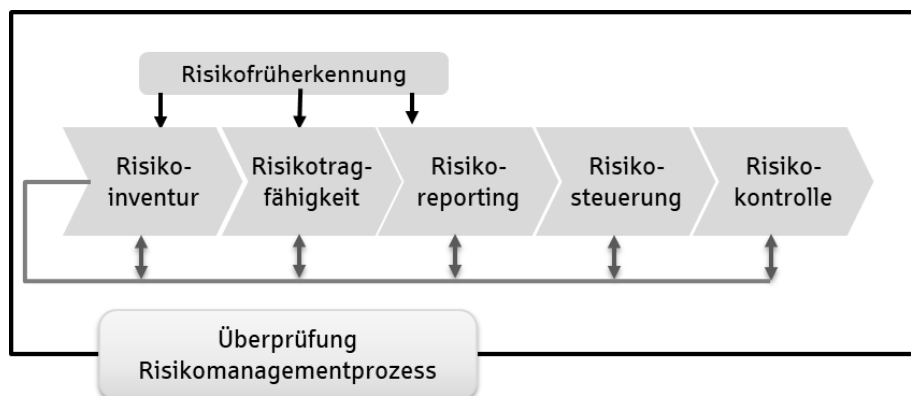 Risikofrüherkennung
Risiko-
inventur
Risikotrag-
fähigkeit
Risiko-
reporting
Risiko-
steuerung
Risiko-
kontrolle
Überprüfung
Risikomanagementprozess